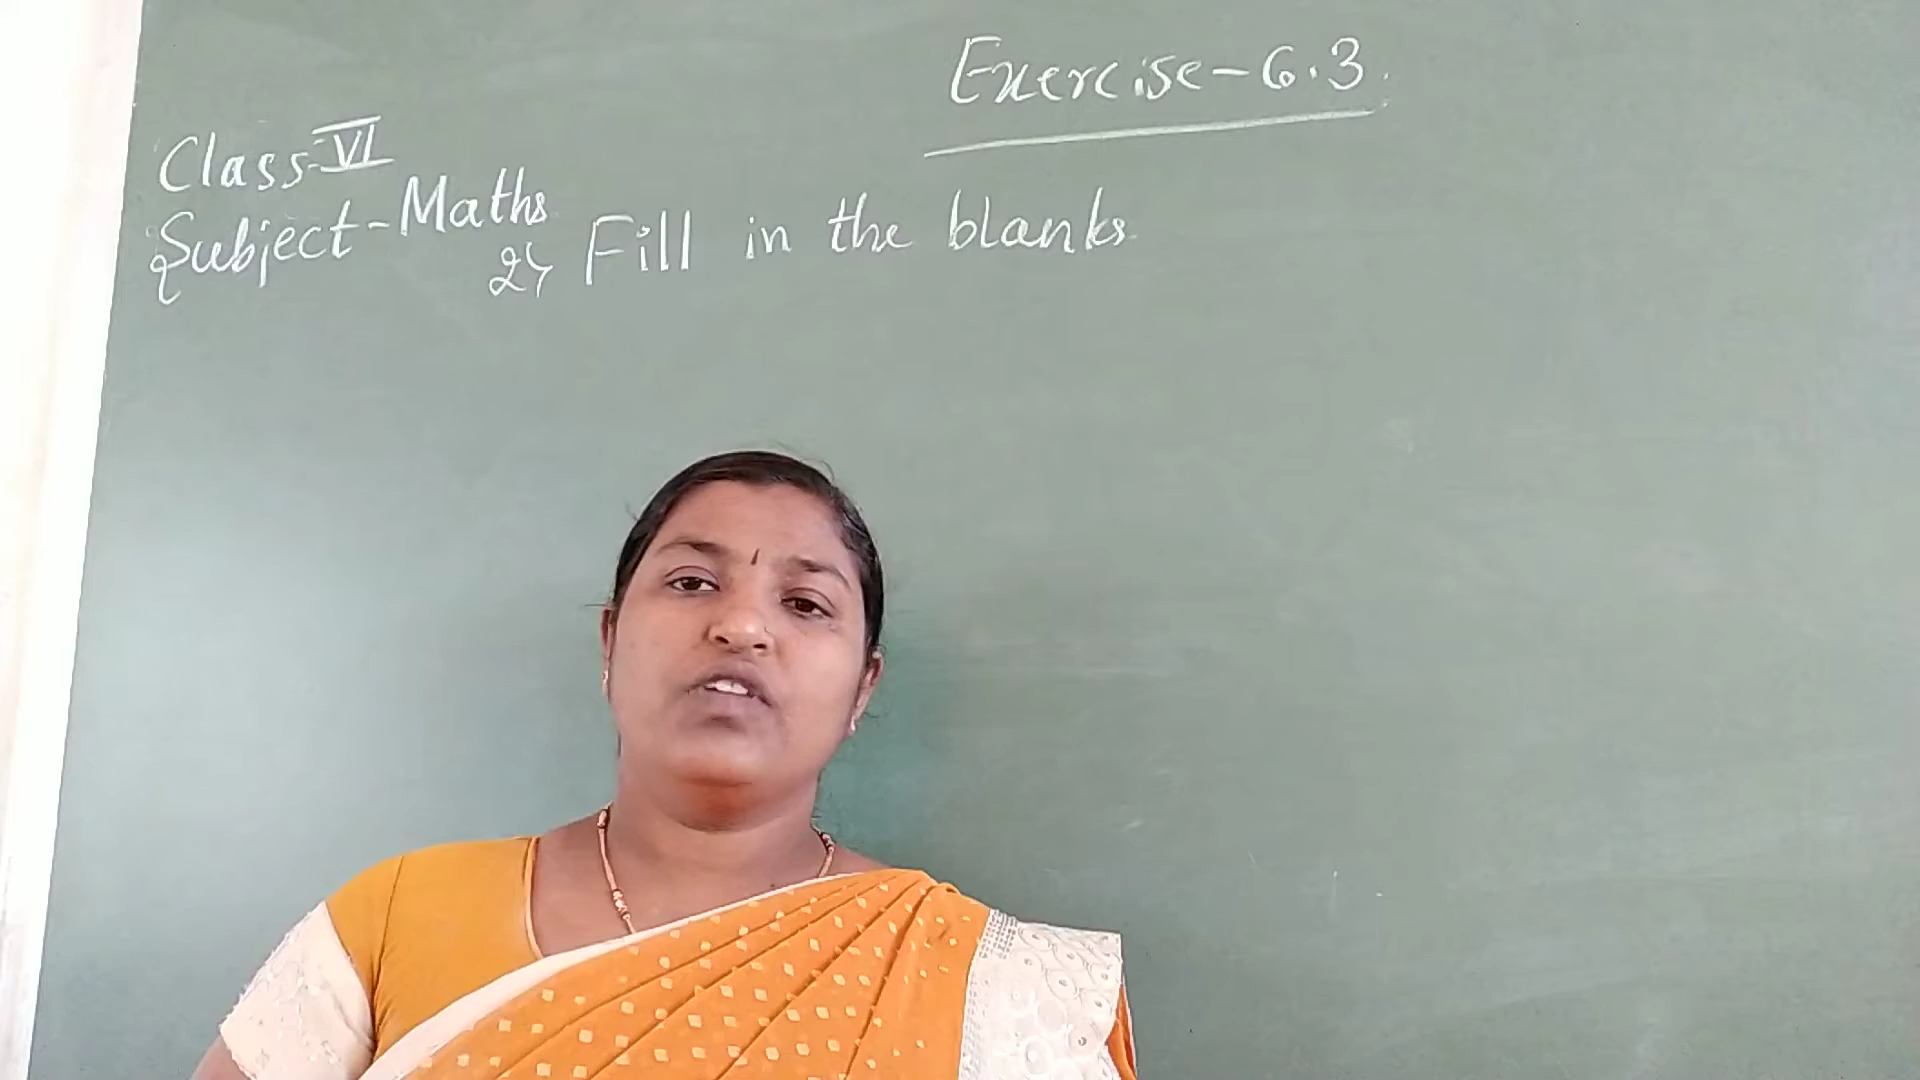 Exercise-6.3.
Class-VI
Subject-Maths
2) Fill in the blanks